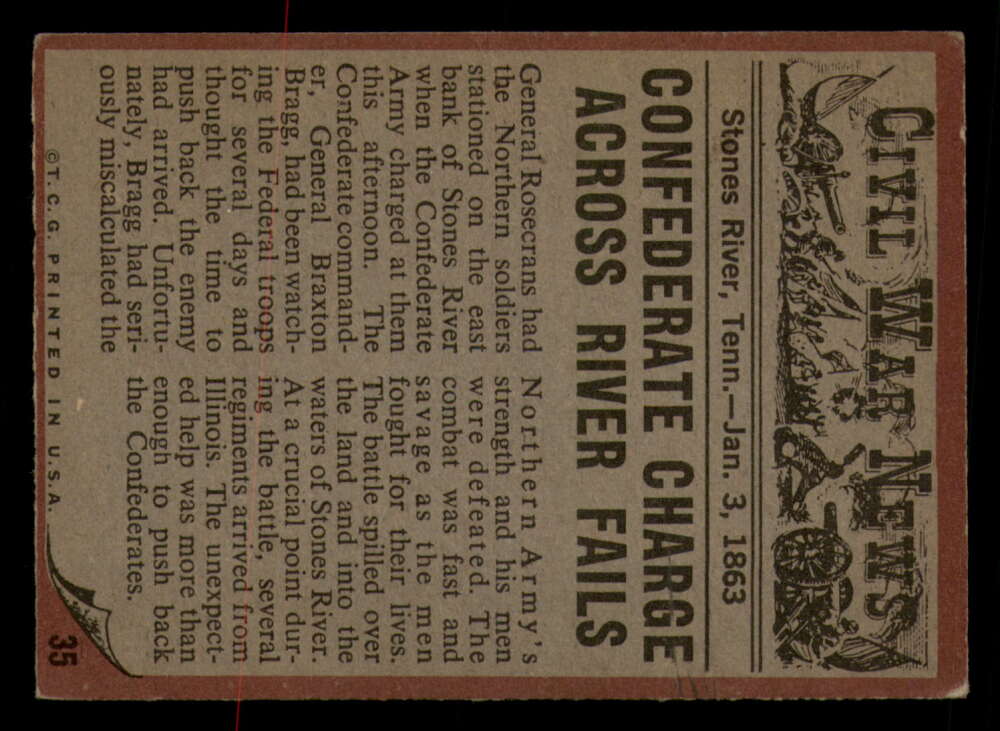 CIVIL WAR NEWS
Stones River, Tenn.—Jan. 3, 1863
CONFEDERATE CHARGE
ACROSS RIVER FAILS
General Rosecrans had
the Northern soldiers
stationed on the east
bank of Stones River
when the Confederate
Army charged at them
this afternoon. The
Confederate command-
er, General Braxton
Bragg, had been watch-
ing the Federal troops
for several days and
thought the time to
push back the enemy
had arrived. Unfortu-
nately, Bragg had seri-
ously miscalculated the
Northern Army's
strength and his men
were defeated. The
combat was fast and
savage as the men
fought for their lives.
The battle spilled over
the land and into the
waters of Stones River.
At a crucial point dur-
ing the battle, several
regiments arrived from
Illinois. The unexpect-
ed help was more than
enough to push back
the Confederates.
© T. C. G. PRINTED IN U. S. A.
35